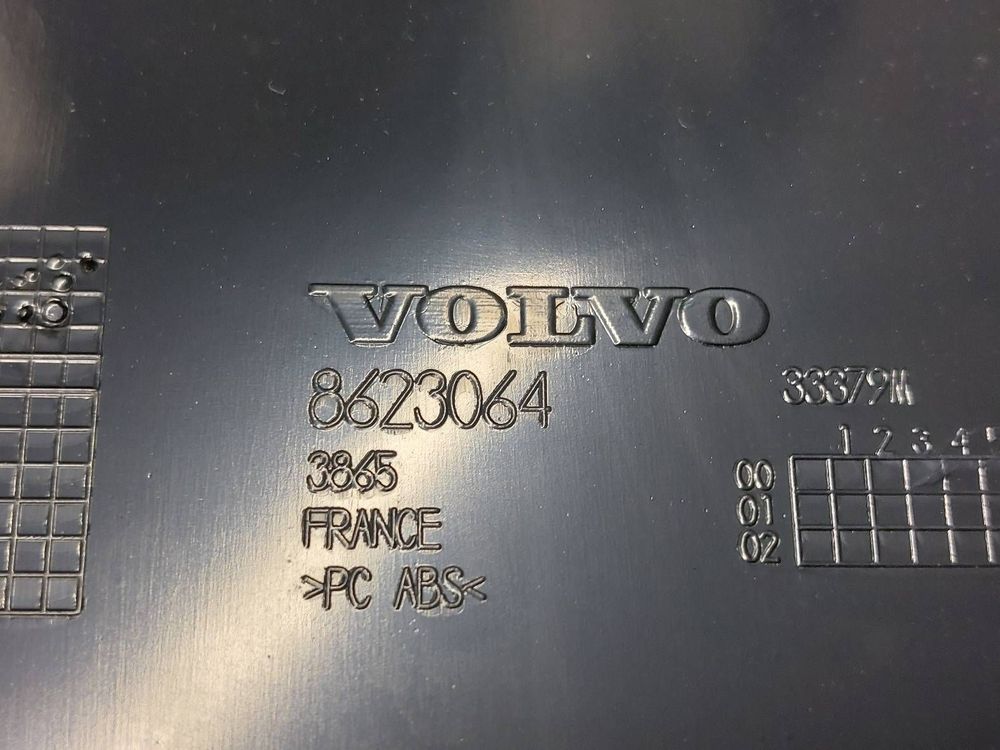 VOLVO
8623064
3865
FRANCE
>PC ABS<
33379M
1 2 3 4
00
01
02